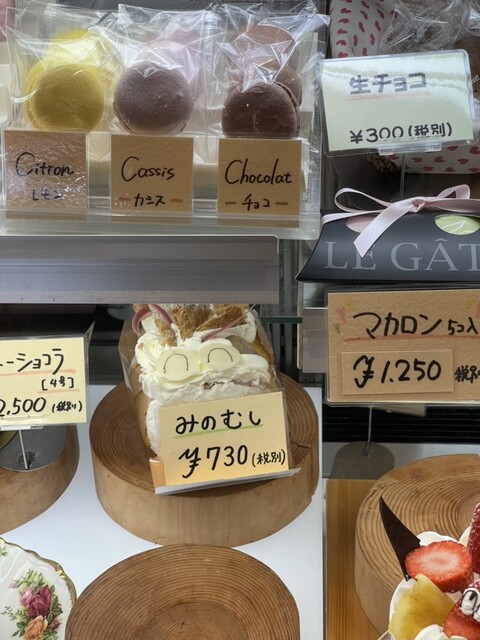 Citron
レモン
Cassis
カシス
Chocolat
チョコ
生チョコ
¥300(税別)
LE GÂT
マカロン 5コ入
¥1.250 税別
ーショコラ
[4号]
2,500(税別)
みのむし
¥730(税別)